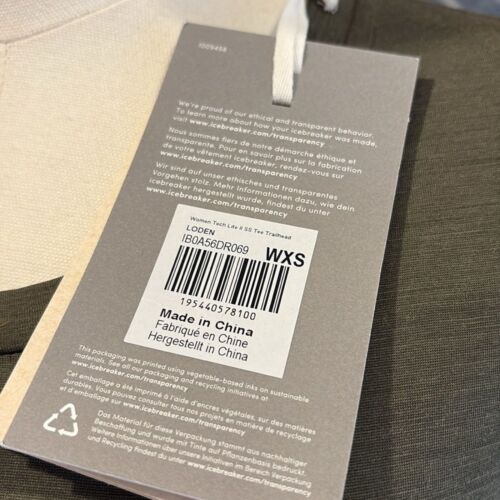 1009458
We're proud of our ethical and transparent behavior.
To learn more about how your icebreaker was made,
visit www.icebreaker.com/transparency
Nous sommes fiers de notre démarche éthique et
transparente. Pour en savoir plus sur la fabrication
de votre vêtement icebreaker, rendez-vous sur
www.icebreaker.com/transparency
Wir sind auf unser ethisches und transparentes
Vorgehen stolz. Mehr Informationen dazu, wie dein
icebreaker hergestellt wurde, findest du unter
www.icebreaker.com/transparency
Women Tech Lite II SS Tee Trailhead
LODEN
IB0A56DR069 WXS
195440578100
Made in China
Fabriqué en Chine
Hergestellt in China
This packaging was printed using vegetable-based inks on sustainable
materials. See all our packaging and recycling initiatives at
www.icebreaker.com/transparency
Cet emballage a été imprimé à l'aide d'encres végétales, sur des matières
durables. Vous pouvez consulter tous nos projets en matière de recyclage
et d'emballage sur www.icebreaker.com/transparency
Das Material für diese Verpackung stammt aus nachhaltiger
Beschaffung und wurde mit Tinte auf Pflanzenbasis bedruckt.
Weitere Informationen über unsere Initiativen im Bereich Verpackung
und Recycling findest du unter www.icebreaker.com/transparency